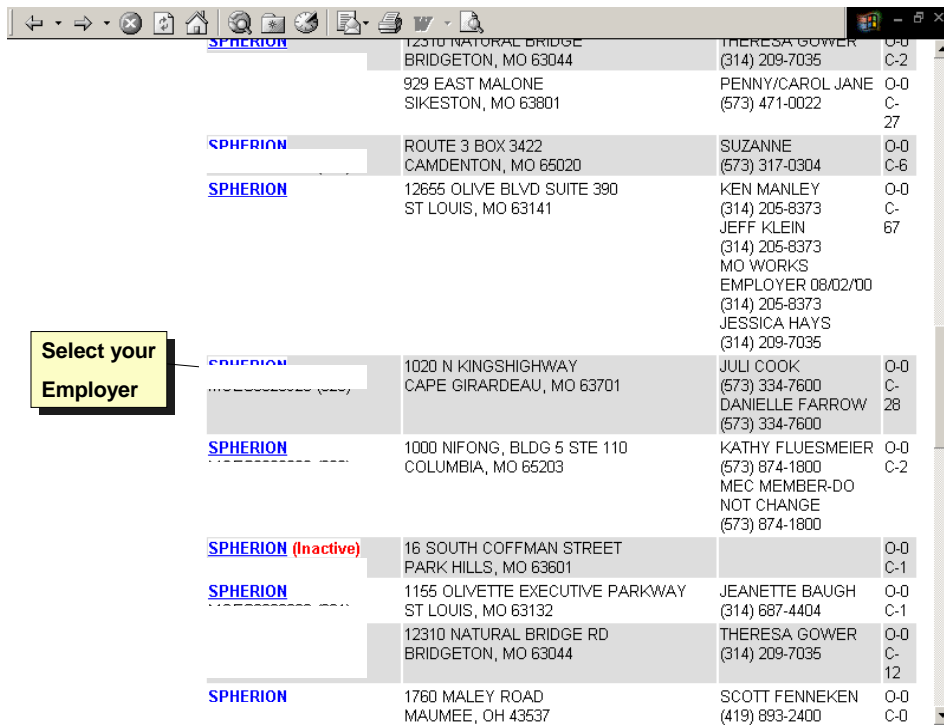 SPHERION 12310 NATURAL BRIDGE THERESA GOWER O-0
BRIDGETON, MO 63044 (314) 209-7035 C-2
929 EAST MALONE PENNY/CAROL JANE O-0
SIKESTON, MO 63801 (573) 471-0022 C-
27
SPHERION ROUTE 3 BOX 3422 SUZANNE O-0
CAMDENTON, MO 65020 (573) 317-0304 C-6
SPHERION 12655 OLIVE BLVD SUITE 390 KEN MANLEY O-0
ST LOUIS, MO 63141 (314) 205-8373 C-
JEFF KLEIN 67
(314) 205-8373
MO WORKS
EMPLOYER 08/02/'00
(314) 205-8373
JESSICA HAYS
(314) 209-7035
Select your
Employer
SPHERION 1020 N KINGSHIGHWAY JULI COOK O-0
CAPE GIRARDEAU, MO 63701 (573) 334-7600 C-
DANIELLE FARROW 28
(573) 334-7600
SPHERION 1000 NIFONG, BLDG 5 STE 110 KATHY FLUESMEIER O-0
COLUMBIA, MO 65203 (573) 874-1800 C-2
MEC MEMBER-DO
NOT CHANGE
(573) 874-1800
SPHERION (Inactive) 16 SOUTH COFFMAN STREET O-0
PARK HILLS, MO 63601 C-1
SPHERION 1155 OLIVETTE EXECUTIVE PARKWAY JEANETTE BAUGH O-0
ST LOUIS, MO 63132 (314) 687-4404 C-1
12310 NATURAL BRIDGE RD THERESA GOWER O-0
BRIDGETON, MO 63044 (314) 209-7035 C-
12
SPHERION 1760 MALEY ROAD SCOTT FENNEKEN O-0
MAUMEE, OH 43537 (419) 893-2400 C-0